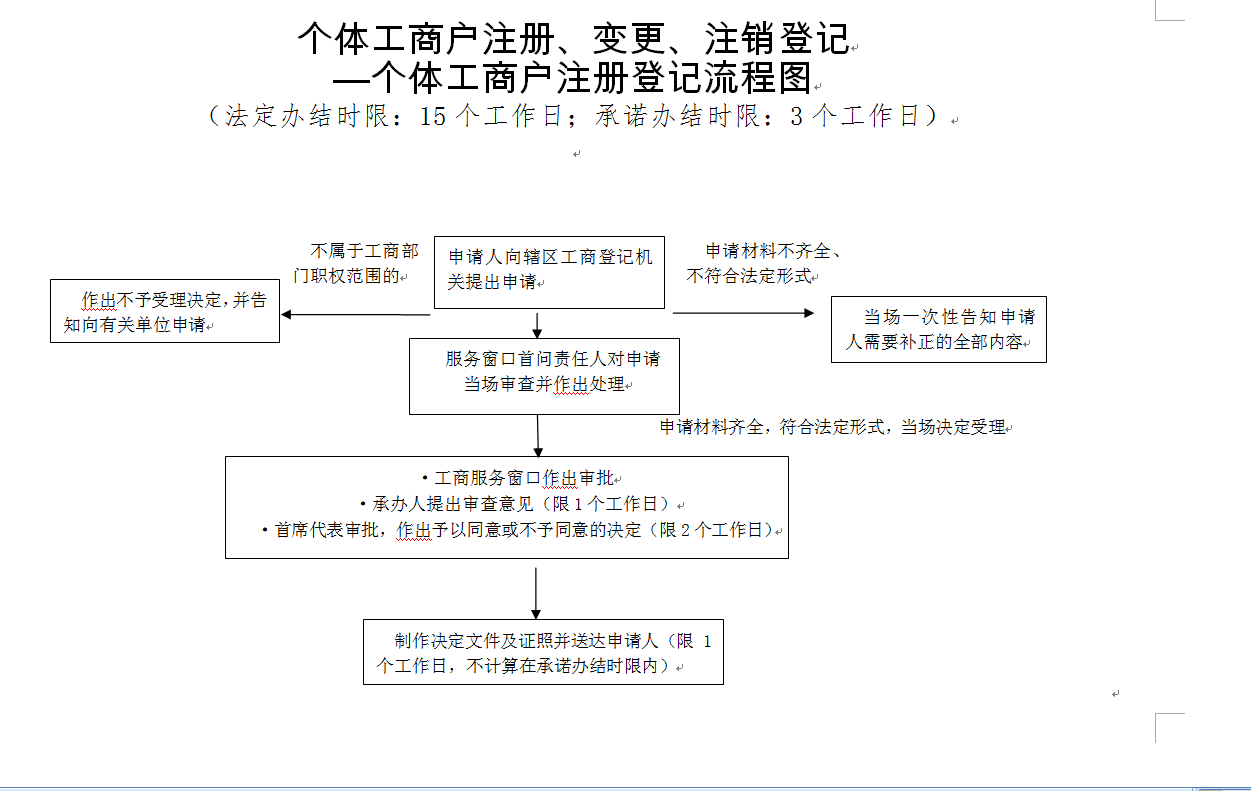 个体工商户注册、变更、注销登记
—个体工商户注册登记流程图
（法定办结时限：15个工作日；承诺办结时限：3个工作日）
不属于工商部
门职权范围的
申请人向辖区工商登记机
关提出申请
申请材料不齐全、
不符合法定形式
作出不予受理决定，并告
知向有关单位申请
当场一次性告知申请
人需要补正的全部内容
服务窗口首问责任人对申请
当场审查并作出处理
申请材料齐全，符合法定形式，当场决定受理
·工商服务窗口作出审批
·承办人提出审查意见（限1个工作日）
·首席代表审批，作出予以同意或不予同意的决定（限2个工作日）
制作决定文件及证照并送达申请人（限 1
个工作日，不计算在承诺办结时限内）